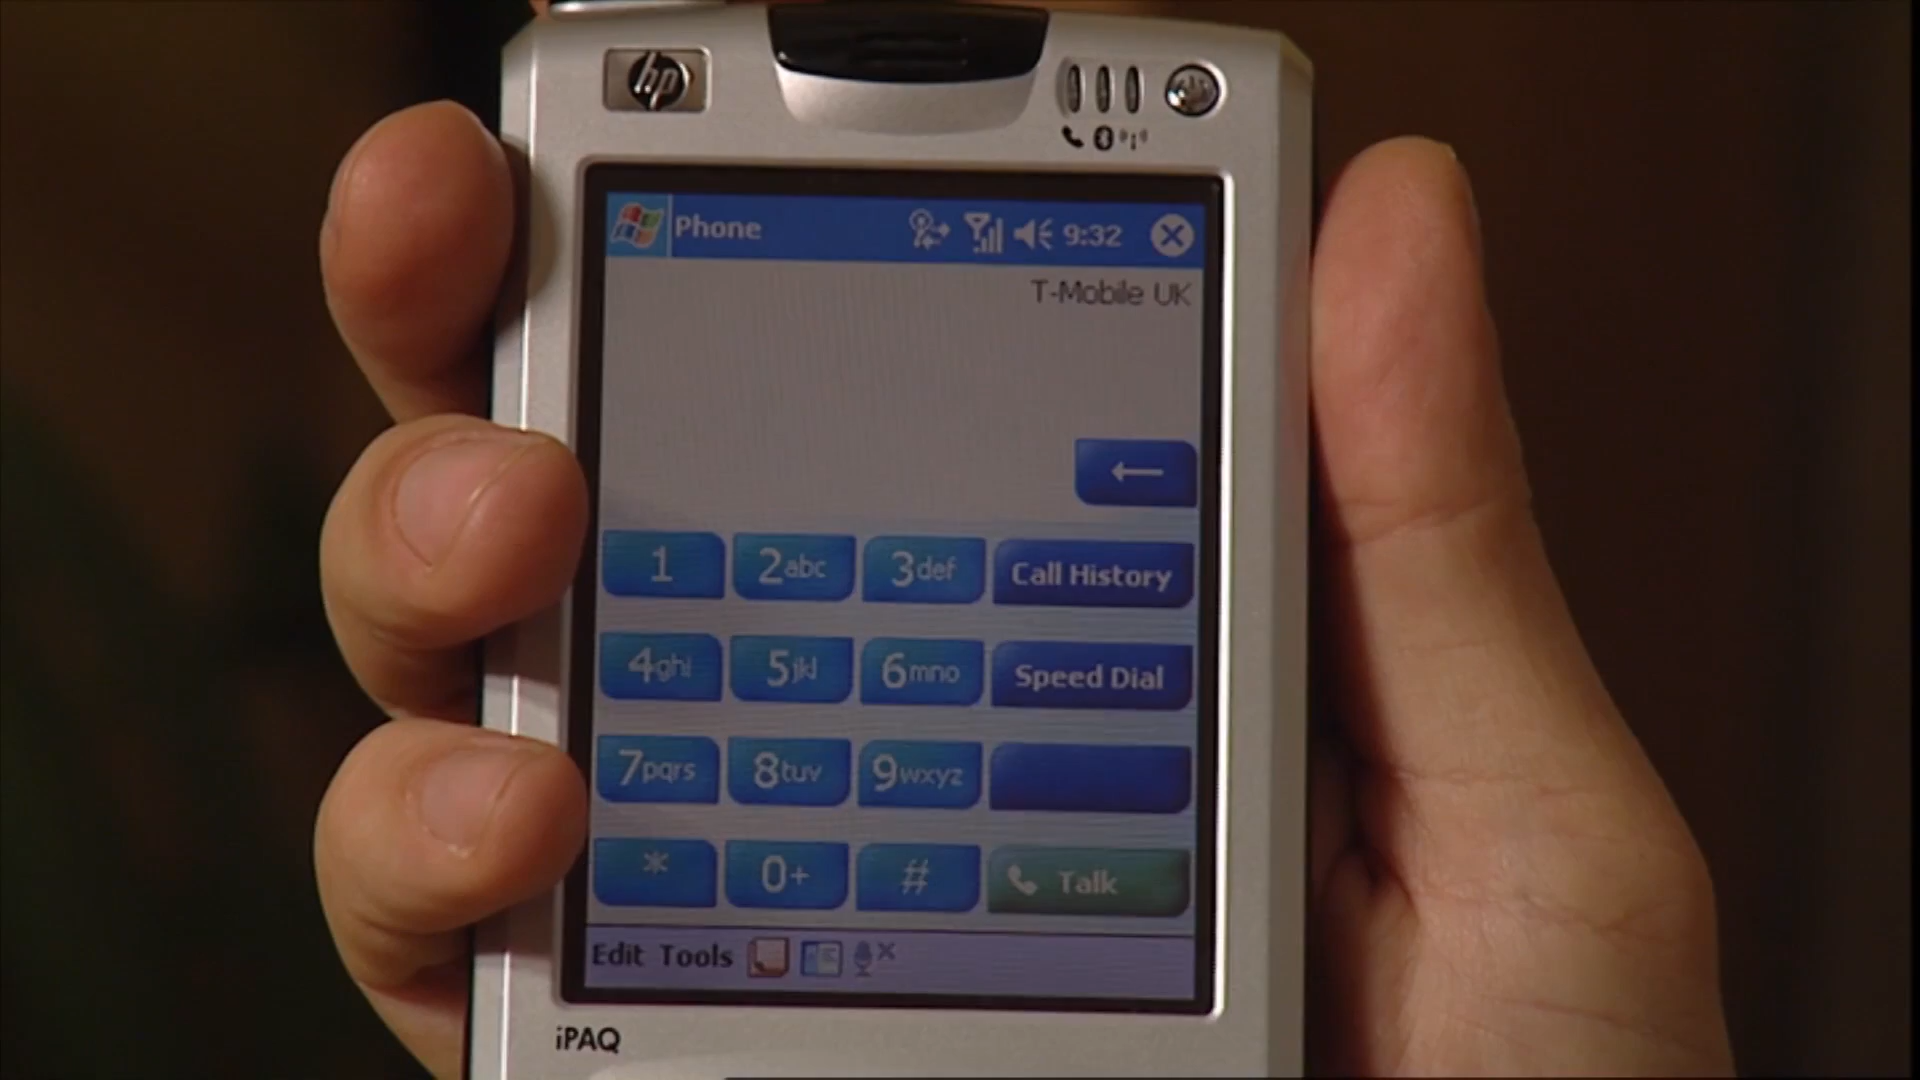 hp
Phone 9:32
T-Mobile UK
1 2abc 3def Call History
4ghi 5jkl 6mno Speed Dial
7pqrs 8tuv 9wxyz
* 0+ # Talk
Edit Tools
iPAQ